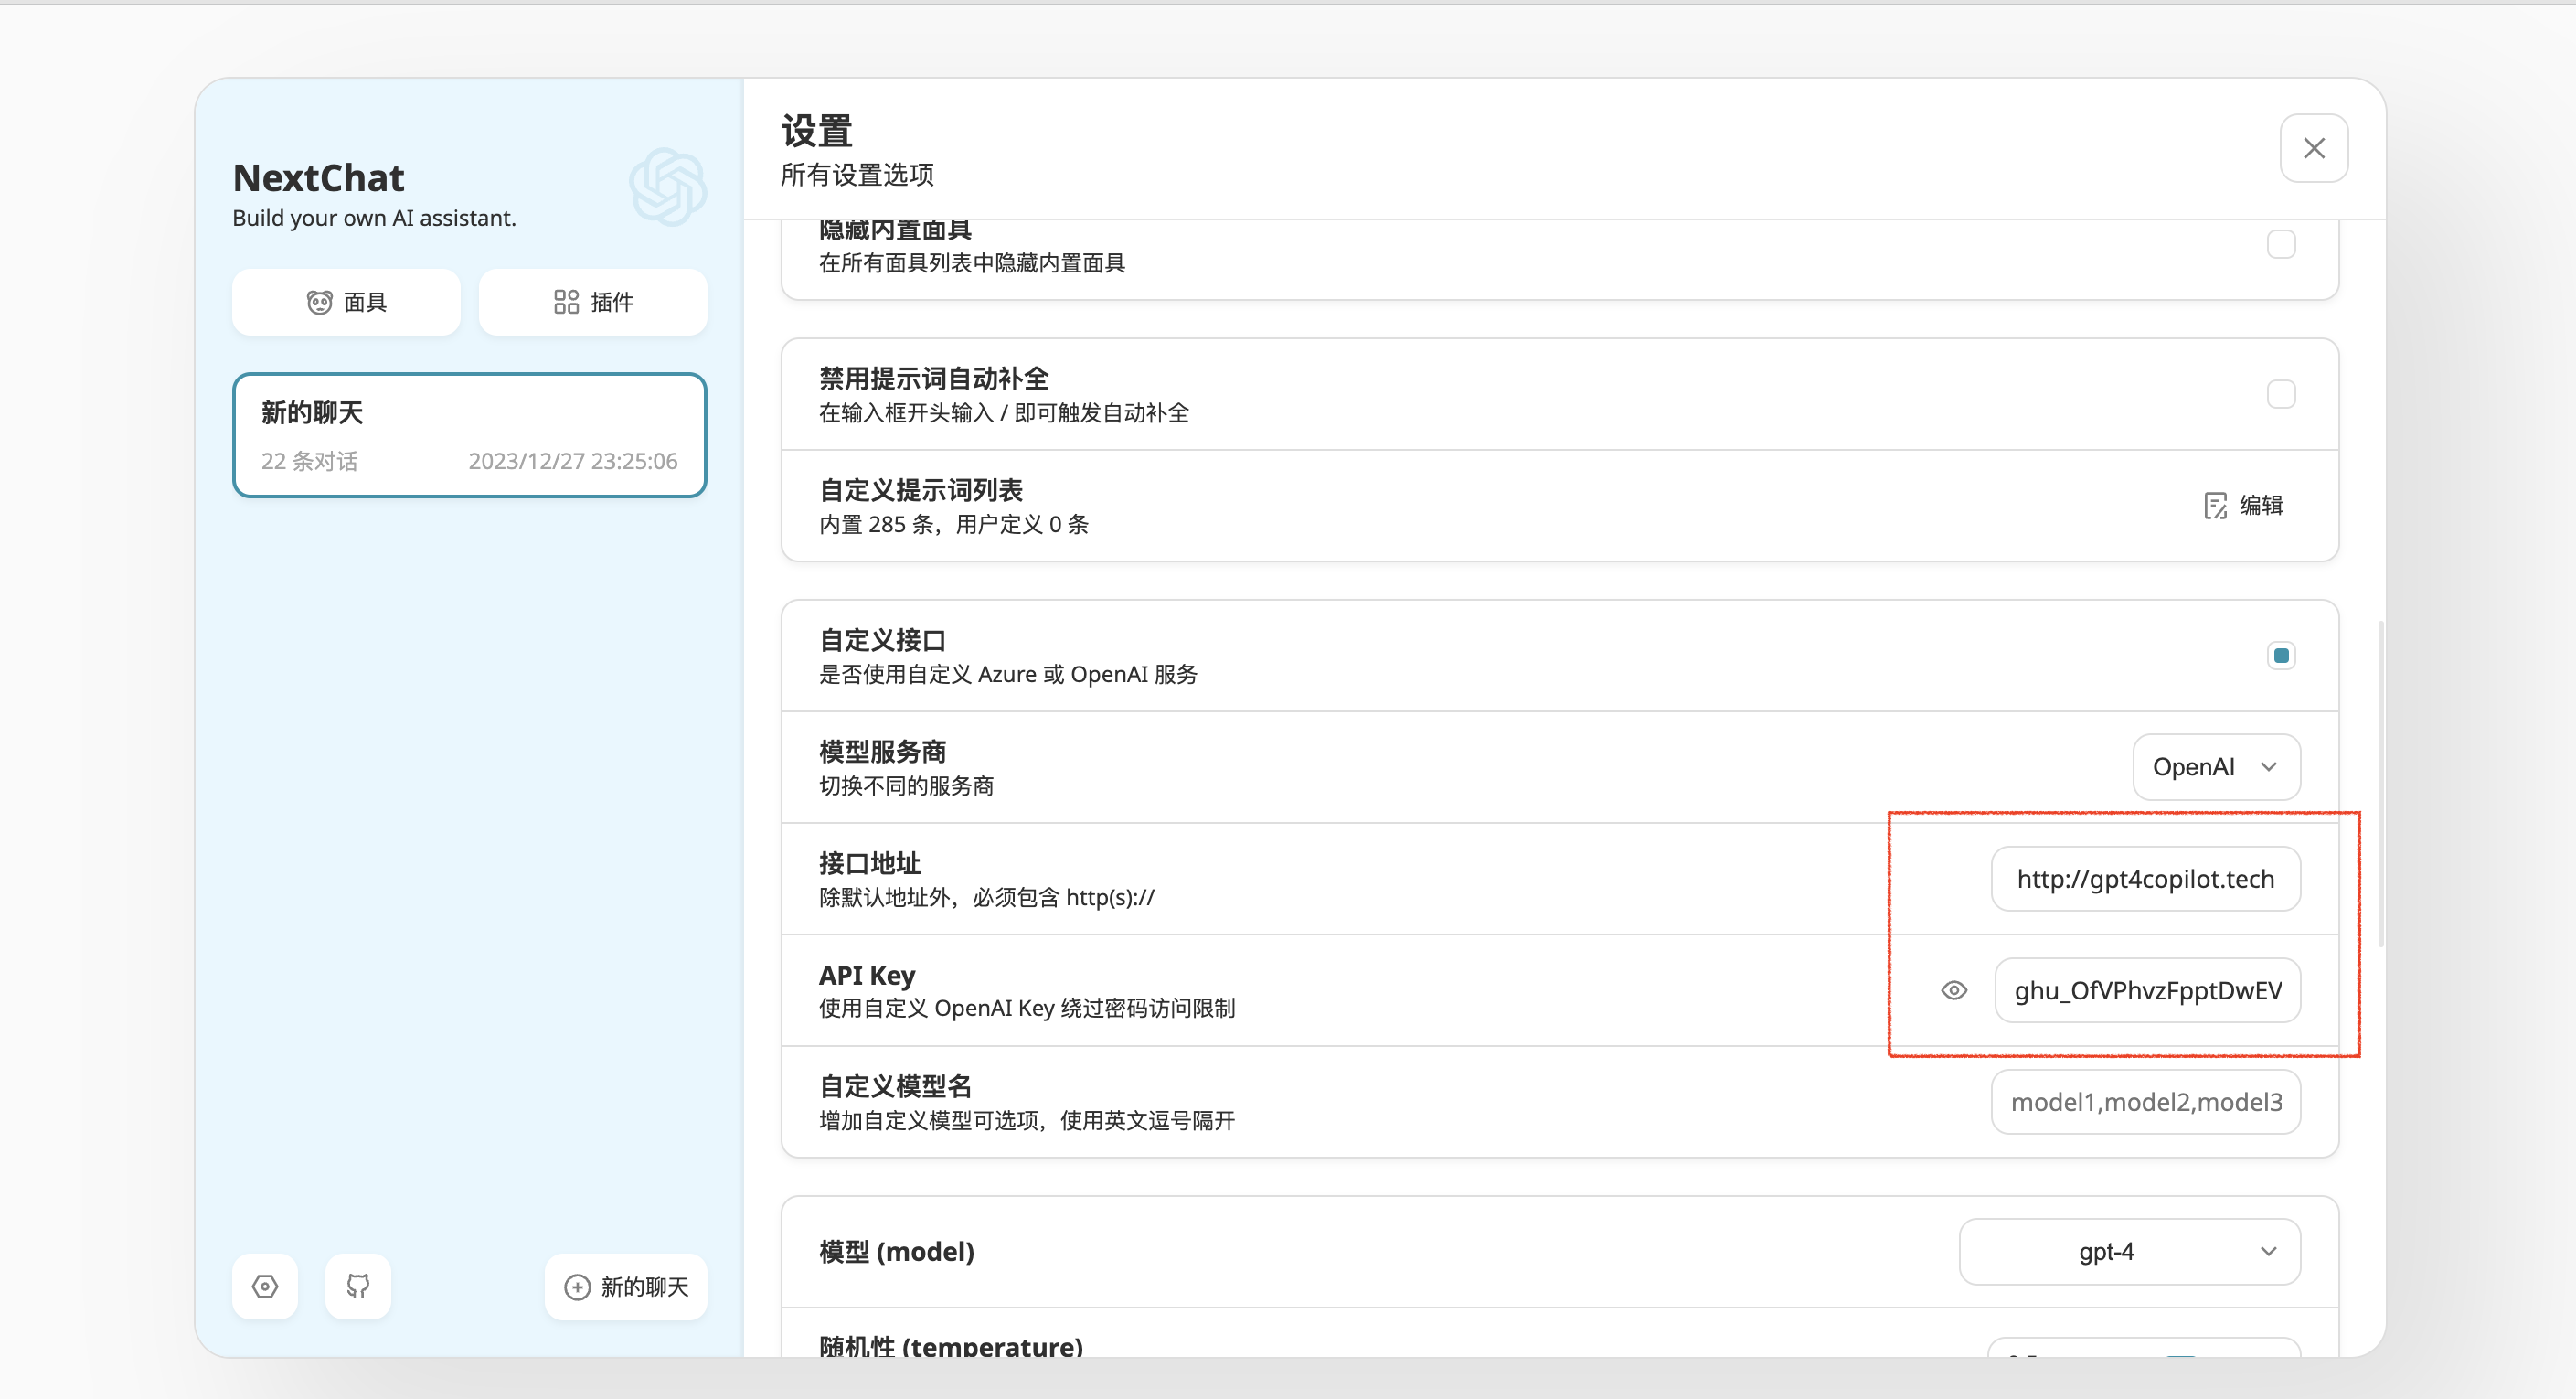 NextChat
Build your own AI assistant.
面具
插件
新的聊天
22 条对话
2023/12/27 23:25:06
新的聊天
设置
所有设置选项
隐藏内置面具
在所有面具列表中隐藏内置面具
禁用提示词自动补全
在输入框开头输入 / 即可触发自动补全
自定义提示词列表
内置 285 条，用户定义 0 条
编辑
自定义接口
是否使用自定义 Azure 或 OpenAI 服务
模型服务商
切换不同的服务商
OpenAI
接口地址
除默认地址外，必须包含 http(s)://
http://gpt4copilot.tech
API Key
使用自定义 OpenAI Key 绕过密码访问限制
ghu_OfVPhvzFpptDwEV
自定义模型名
增加自定义模型可选项，使用英文逗号隔开
model1,model2,model3
模型 (model)
gpt-4
随机性 (temperature)